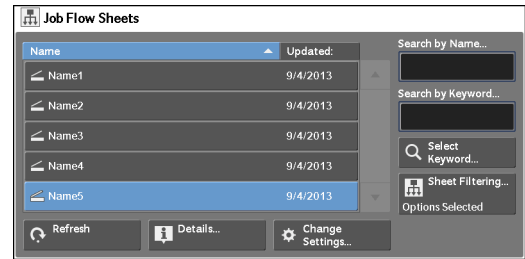 Job Flow Sheets
Name Updated:
Name1 9/4/2013
Name2 9/4/2013
Name3 9/4/2013
Name4 9/4/2013
Name5 9/4/2013
Search by Name...
Search by Keyword...
Select
Keyword...
Sheet Filtering...
Options Selected
Refresh
Details...
Change
Settings...